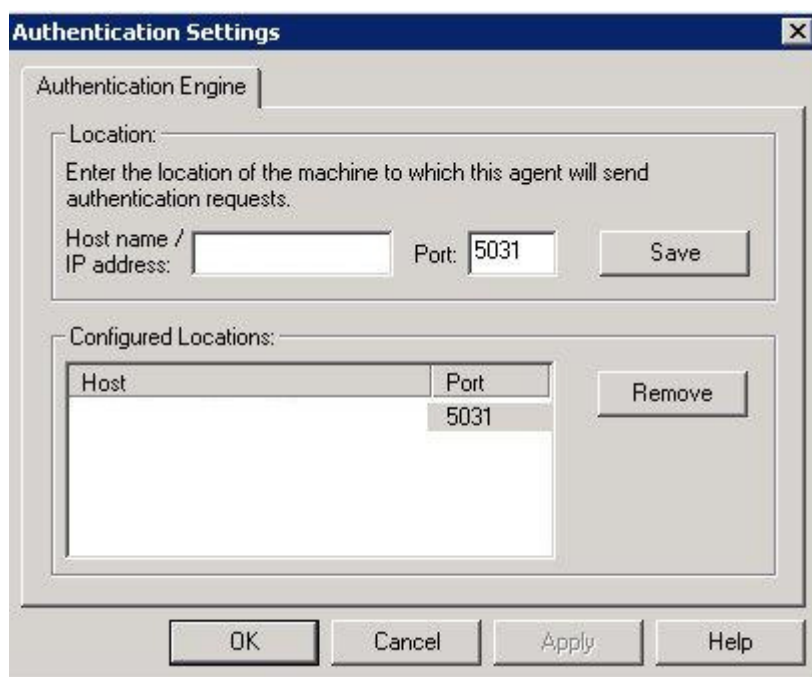 Authentication Settings
Authentication Engine
Location:
Enter the location of the machine to which this agent will send
authentication requests.
Host name /
IP address:
Port: 5031
Save
Configured Locations:
Host Port
5031
Remove
OK Cancel Apply Help